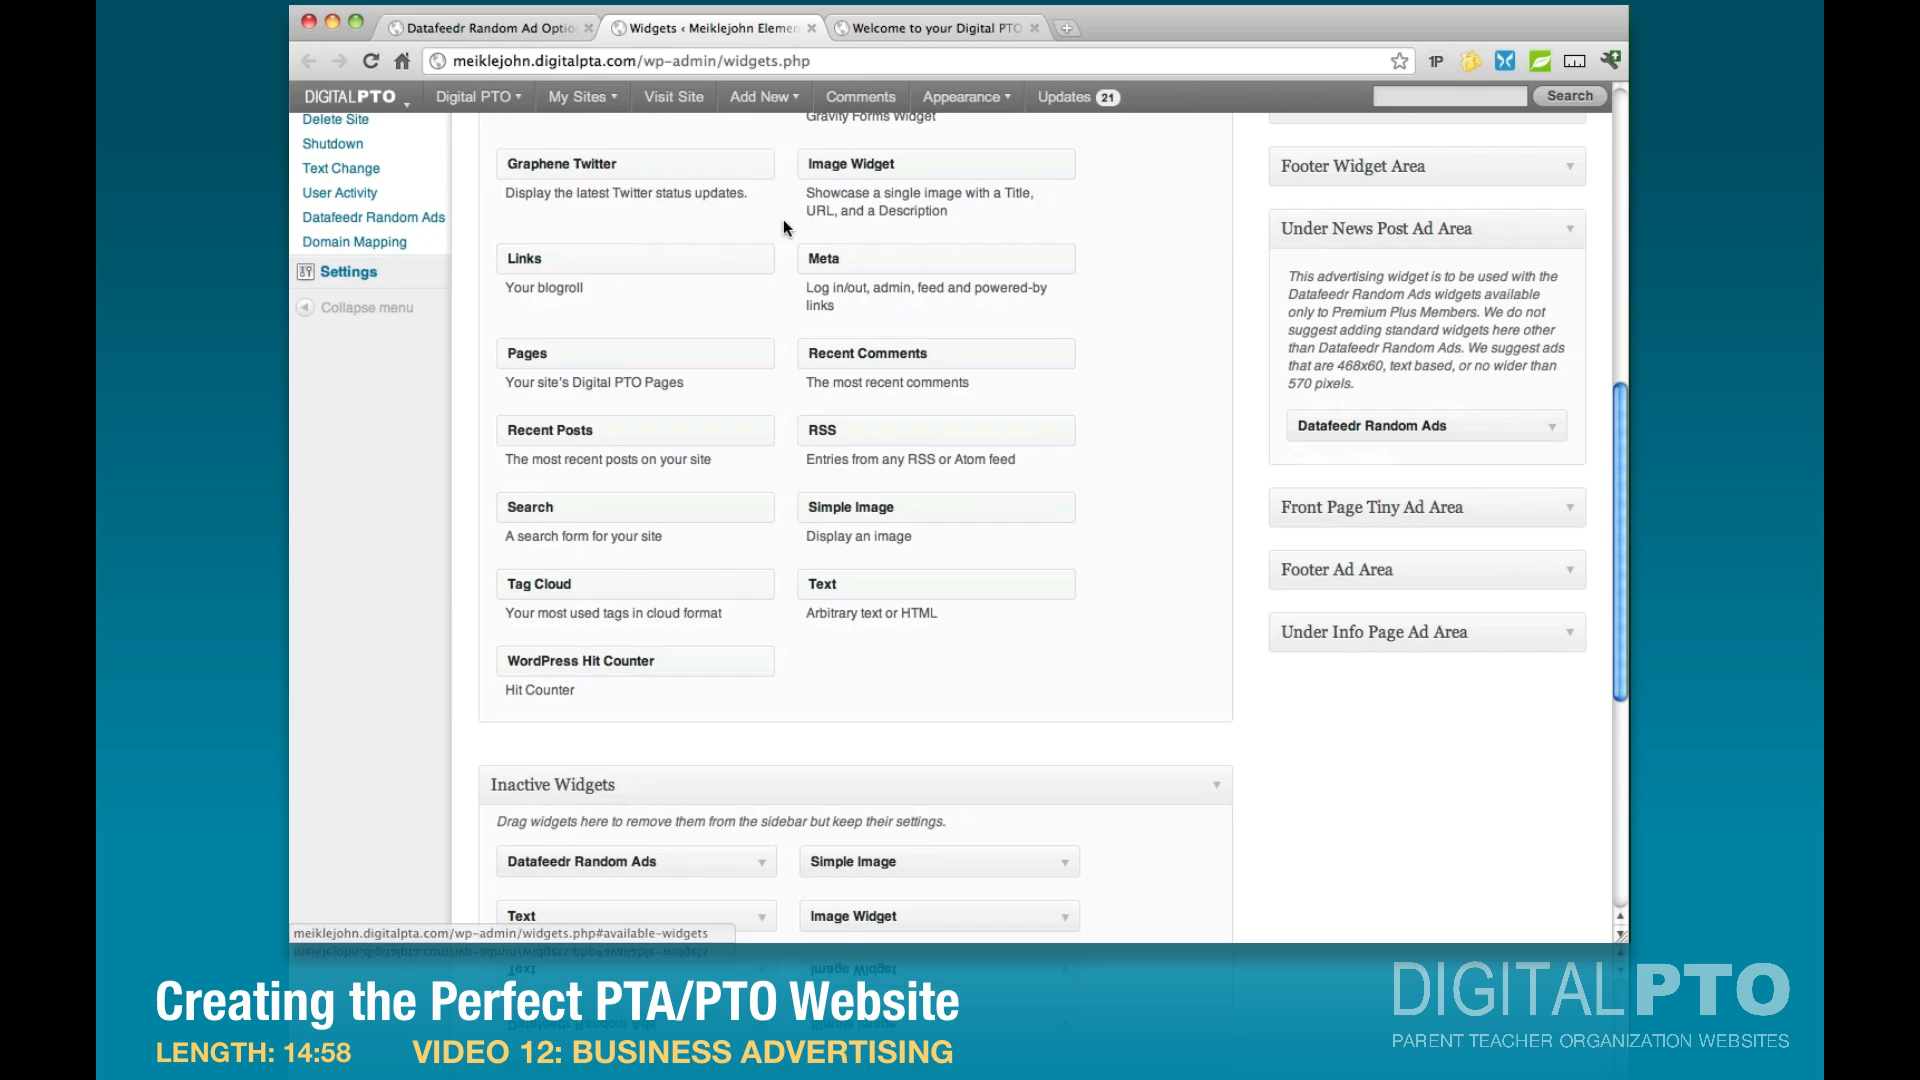 Datafeedr Random Ad Optio
Widgets ‹ Meiklejohn Elemen
Welcome to your Digital PTO
meiklejohn.digitalpta.com/wp-admin/widgets.php
1P
DIGITALPTO
Digital PTO
My Sites
Visit Site
Add New
Comments
Appearance
Updates 21
Search
Delete Site
Shutdown
Text Change
User Activity
Datafeedr Random Ads
Domain Mapping
Settings
Collapse menu
Gravity Forms Widget
Graphene Twitter
Display the latest Twitter status updates.
Image Widget
Showcase a single image with a Title,
URL, and a Description
Links
Your blogroll
Meta
Log in/out, admin, feed and powered-by
links
Pages
Your site's Digital PTO Pages
Recent Comments
The most recent comments
Recent Posts
The most recent posts on your site
RSS
Entries from any RSS or Atom feed
Search
A search form for your site
Simple Image
Display an image
Tag Cloud
Your most used tags in cloud format
Text
Arbitrary text or HTML
WordPress Hit Counter
Hit Counter
Inactive Widgets
Drag widgets here to remove them from the sidebar but keep their settings.
Datafeedr Random Ads
Simple Image
Text
Image Widget
Footer Widget Area
Under News Post Ad Area
This advertising widget is to be used with the
Datafeedr Random Ads widgets available
only to Premium Plus Members. We do not
suggest adding standard widgets here other
than Datafeedr Random Ads. We suggest ads
that are 468x60, text based, or no wider than
570 pixels.
Datafeedr Random Ads
Front Page Tiny Ad Area
Footer Ad Area
Under Info Page Ad Area
meiklejohn.digitalpta.com/wp-admin/widgets.php#available-widgets
Creating the Perfect PTA/PTO Website
LENGTH: 14:58
VIDEO 12: BUSINESS ADVERTISING
DIGITALPTO
PARENT TEACHER ORGANIZATION WEBSITES